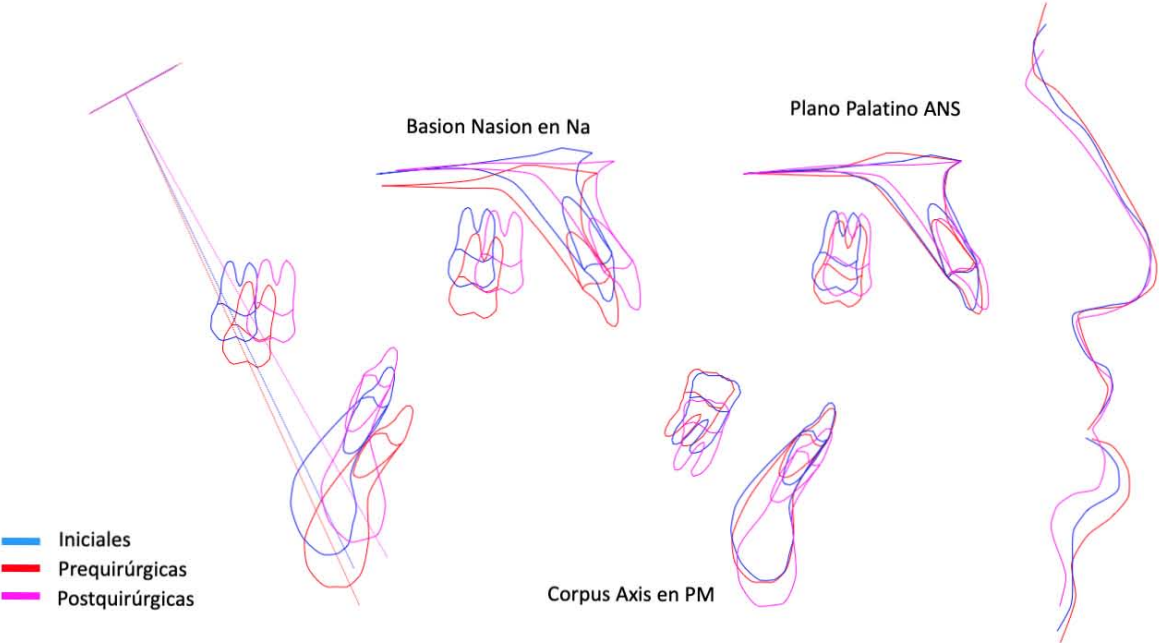 Basion Nasion en Na
Plano Palatino ANS
Iniciales
Prequirúrgicas
Postquirúrgicas
Corpus Axis en PM